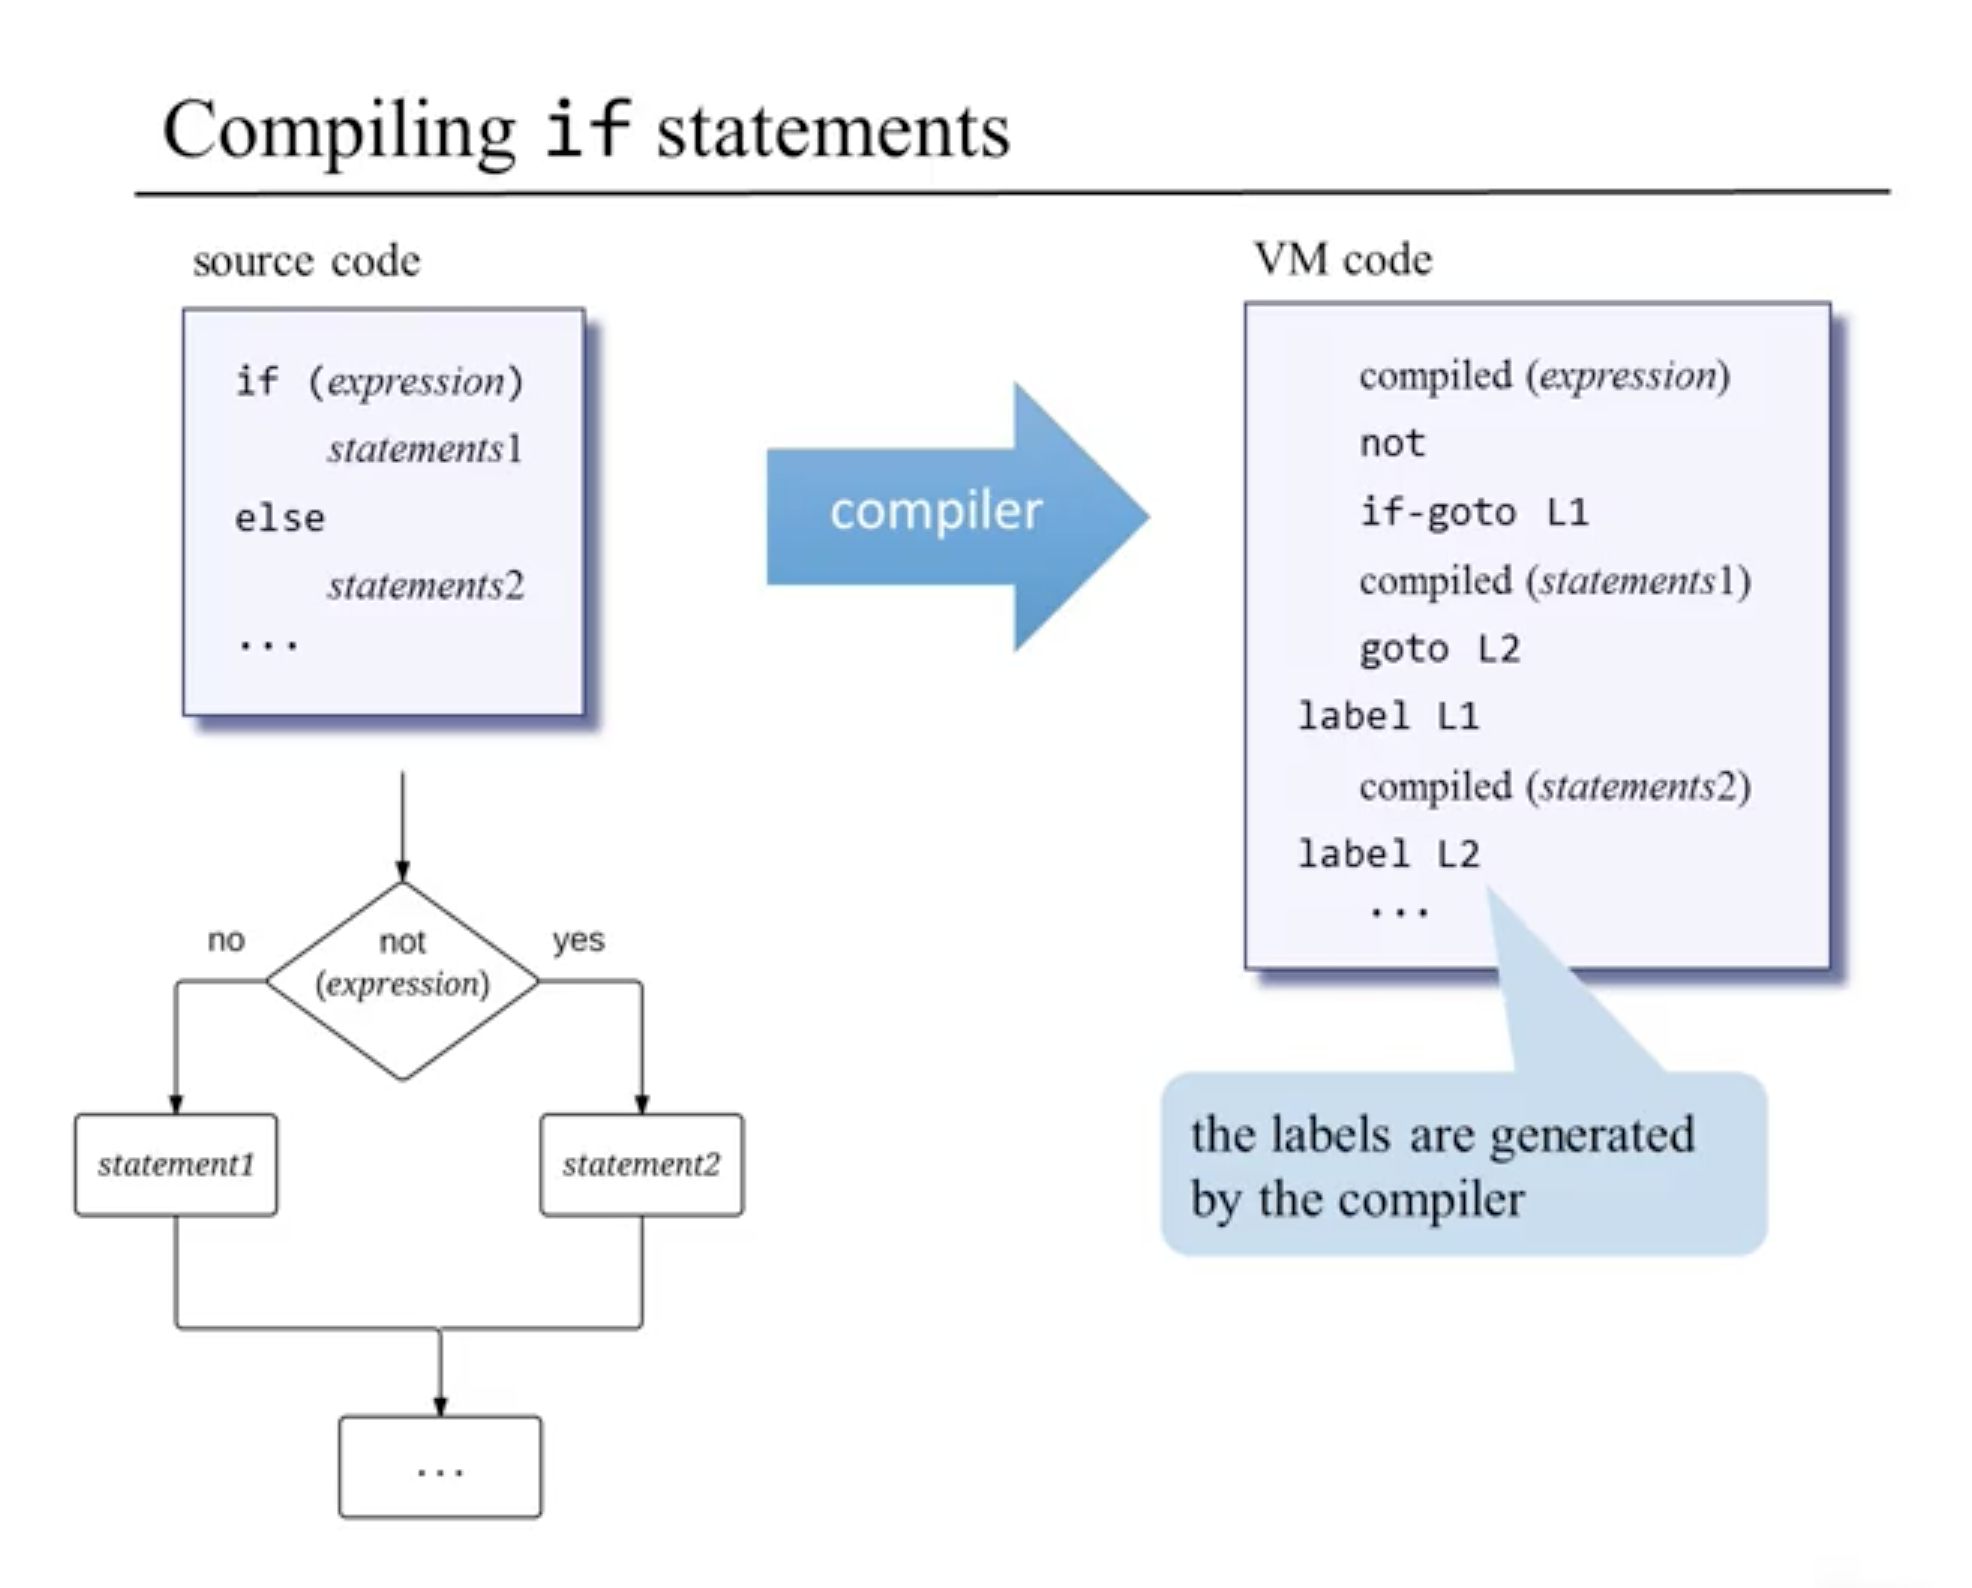 Compiling if statements
source code
if (expression)
statements1
else
statements2
...
compiler
VM code
compiled (expression)
not
if-goto L1
compiled (statements1)
goto L2
label L1
compiled (statements2)
label L2
...
the labels are generated
by the compiler
no
not
(expression)
yes
statement1
statement2
...